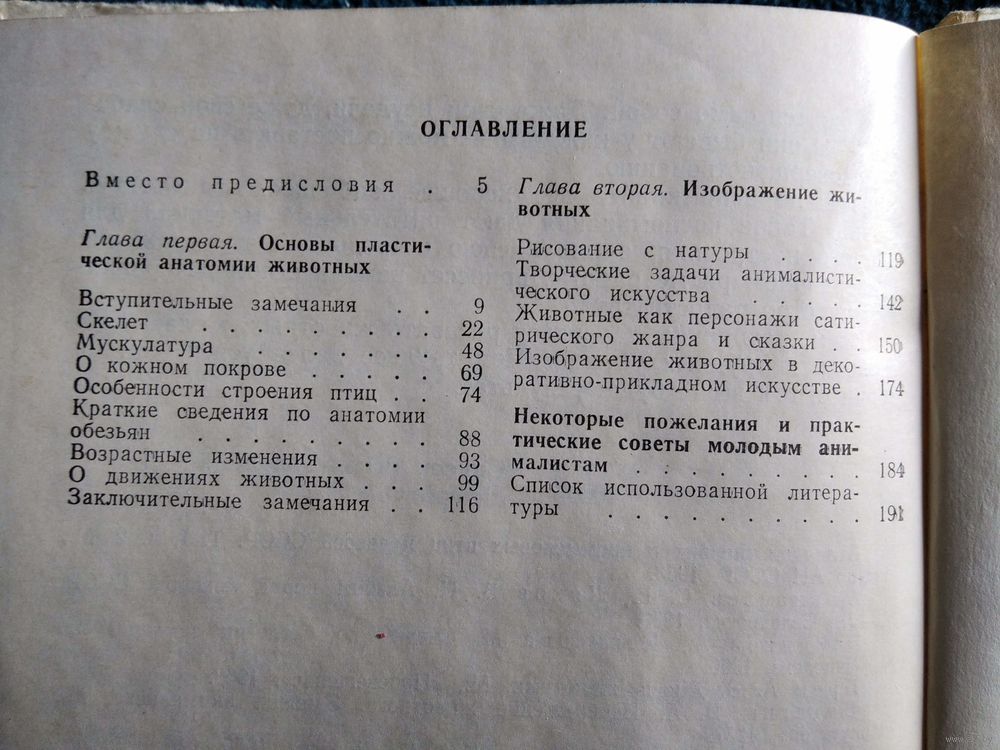 ОГЛАВЛЕНИЕ
Вместо предисловия . 5
Глава первая. Основы пласти-
ческой анатомии животных
Вступительные замечания . . 9
Скелет . . . . . . . . . 22
Мускулатура . . . . . . . 48
О кожном покрове . . . . . 69
Особенности строения птиц . . 74
Краткие сведения по анатомии
обезьян . . . . . . . . . 88
Возрастные изменения . . . . 93
О движениях животных . . . 99
Заключительные замечания . . 116
Глава вторая. Изображение жи-
вотных
Рисование с натуры . . . . 119
Творческие задачи анималисти-
ческого искусства . . . . . 142
Животные как персонажи сати-
рического жанра и сказки . . 150
Изображение животных в деко-
ративно-прикладном искусстве . 174
Некоторые пожелания и прак-
тические советы молодым ани-
малистам . . . . . . . 184
Список использованной литера-
туры . . . . . . . . . . 191